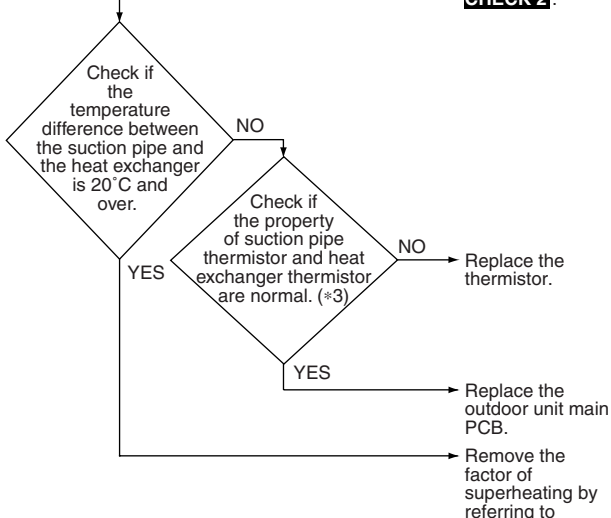 CHECK 2.
Check if
the
temperature
difference between
the suction pipe and
the heat exchanger
is 20˚C and
over.
NO
YES
Check if
the property
of suction pipe
thermistor and heat
exchanger thermistor
are normal. (*3)
NO
Replace the
thermistor.
YES
Replace the
outdoor unit main
PCB.
Remove the
factor of
superheating by
referring to